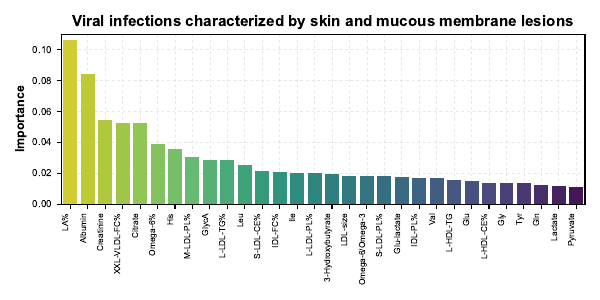 Viral infections characterized by skin and mucous membrane lesions
Importance
0.10
0.08
0.06
0.04
0.02
0.00
LA%
Albumin
Creatinine
XXL-VLDL-FC%
Citrate
Omega-6%
His
M-LDL-PL%
GlycA
L-LDL-TG%
Leu
S-LDL-CE%
IDL-FC%
Ile
L-LDL-PL%
3-Hydroxybutyrate
LDL-size
Omega-6/Omega-3
S-LDL-PL%
Glu-lactate
IDL-PL%
Val
L-HDL-TG
Glu
L-HDL-CE%
Gly
Tyr
Gln
Lactate
Pyruvate